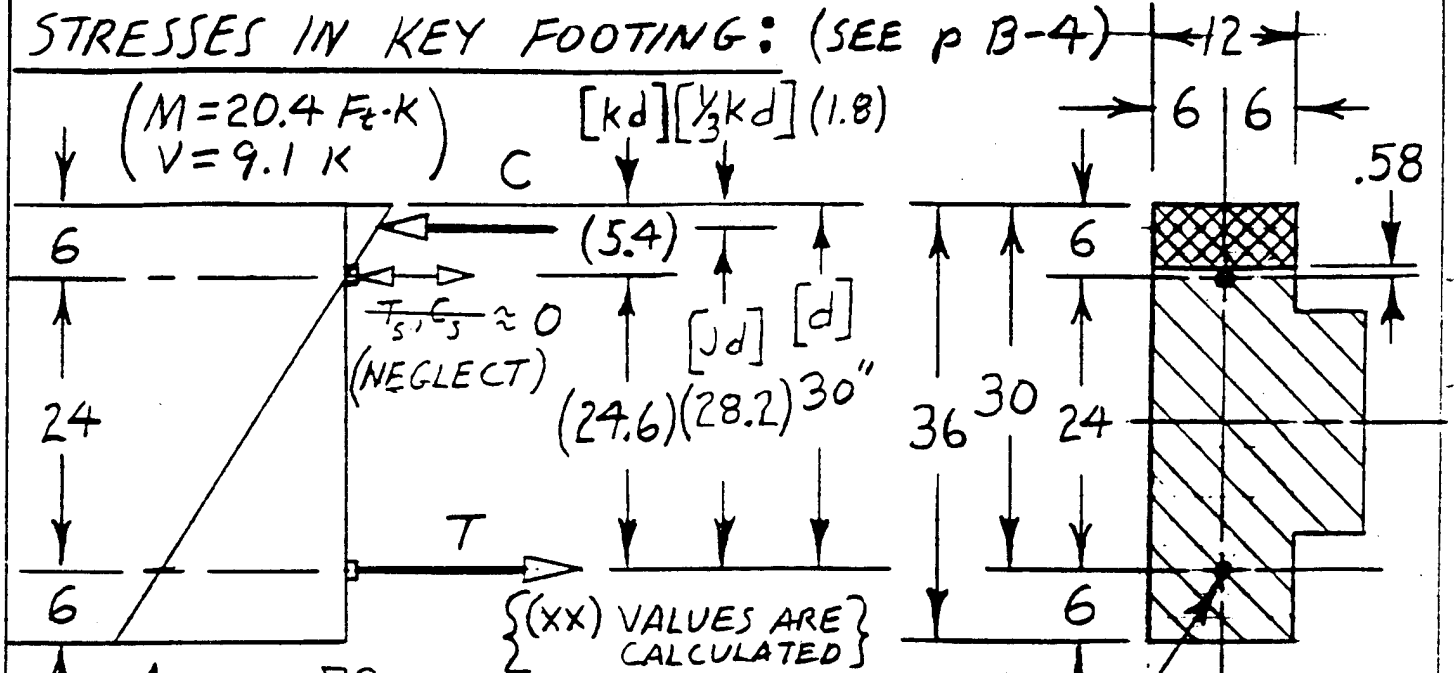 STRESSES IN KEY FOOTING: (SEE p B-4)
12
(M=20.4 Ft·K
V=9.1 K)
[kd] [⅓kd] (1.8)
6 6
C
.58
6
(5.4)
6
Ts, Cs ≈ 0
(NEGLECT)
[Jd] [d]
24
(24.6) (28.2) 30"
36 30 24
T
6
{(XX) VALUES ARE
CALCULATED}
6